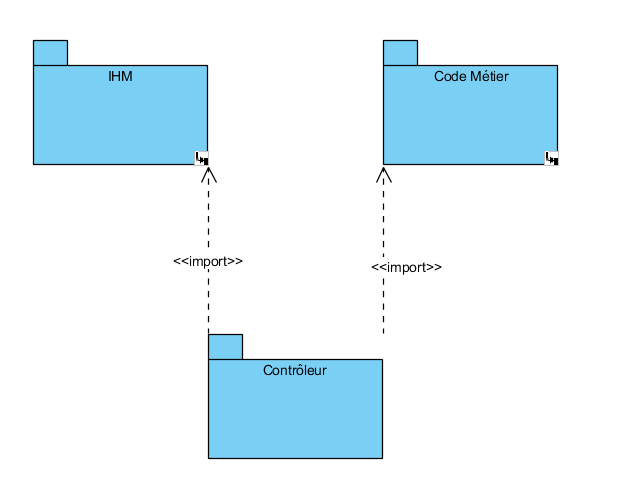 IHM
Code Métier
<<import>>
<<import>>
Contrôleur